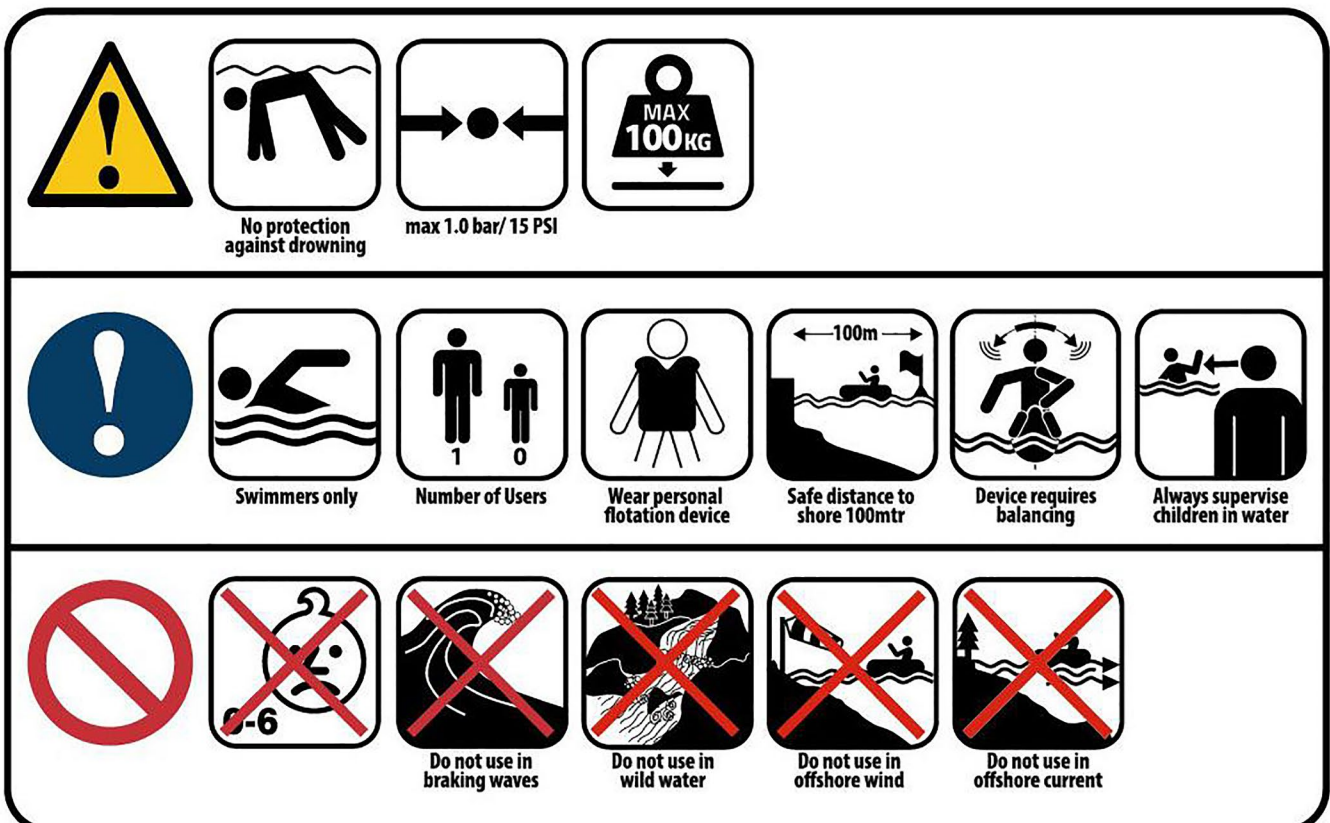 MAX
100KG
No protection
against drowning
max 1.0 bar/ 15 PSI
100m
1 0
Swimmers only
Number of Users
Wear personal
flotation device
Safe distance to
shore 100mtr
Device requires
balancing
Always supervise
children in water
0-6
Do not use in
braking waves
Do not use in
wild water
Do not use in
offshore wind
Do not use in
offshore current